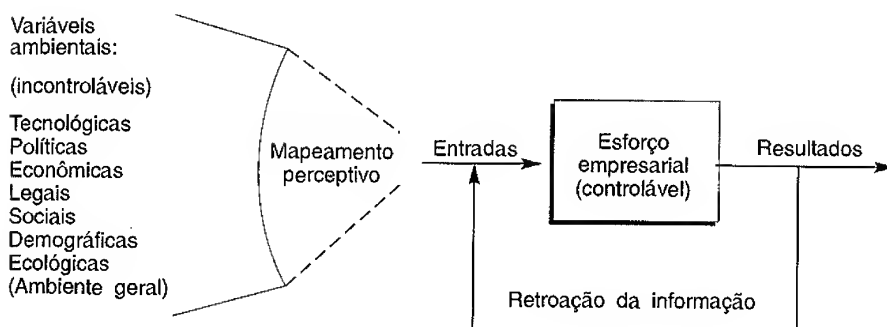 Variáveis
ambientais:
(incontroláveis)
Tecnológicas
Políticas
Econômicas
Legais
Sociais
Demográficas
Ecológicas
(Ambiente geral)
Mapeamento
perceptivo
Entradas
Esforço
empresarial
(controlável)
Resultados
Retroação da informação